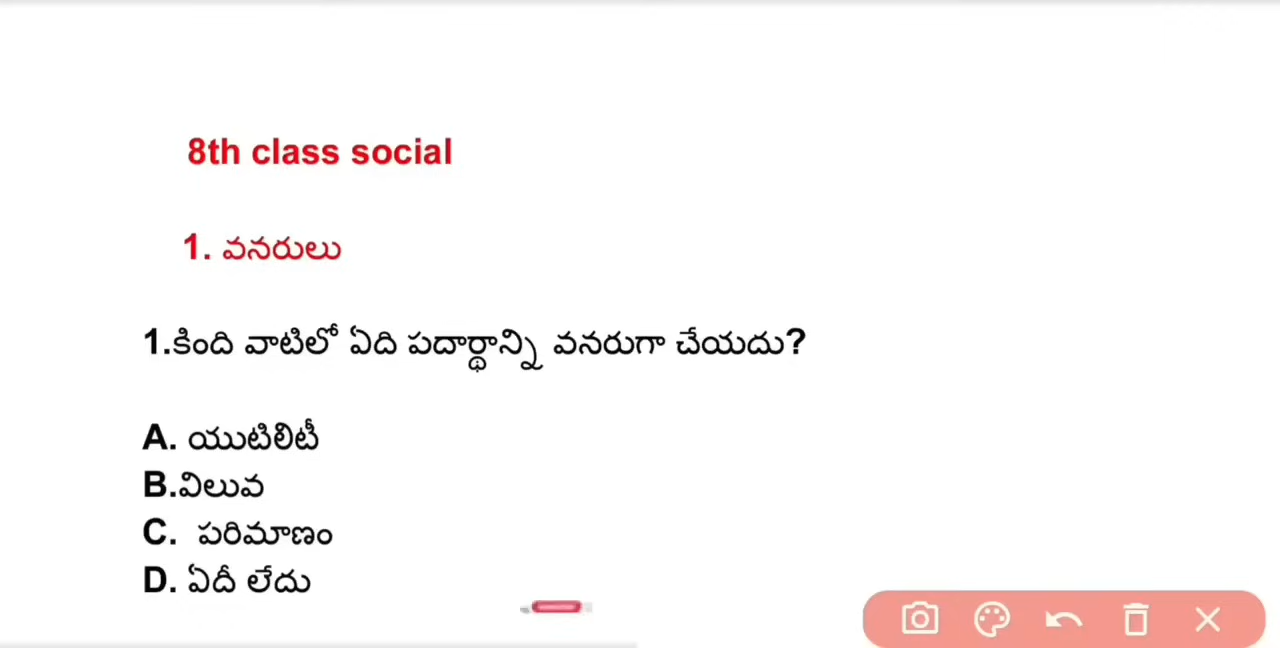 8th class social
1. వనరులు
1.కింది వాటిలో ఏది పదార్థాన్ని వనరుగా చేయదు?
A. యుటిలిటీ
B.విలువ
C. పరిమాణం
D. ఏదీ లేదు